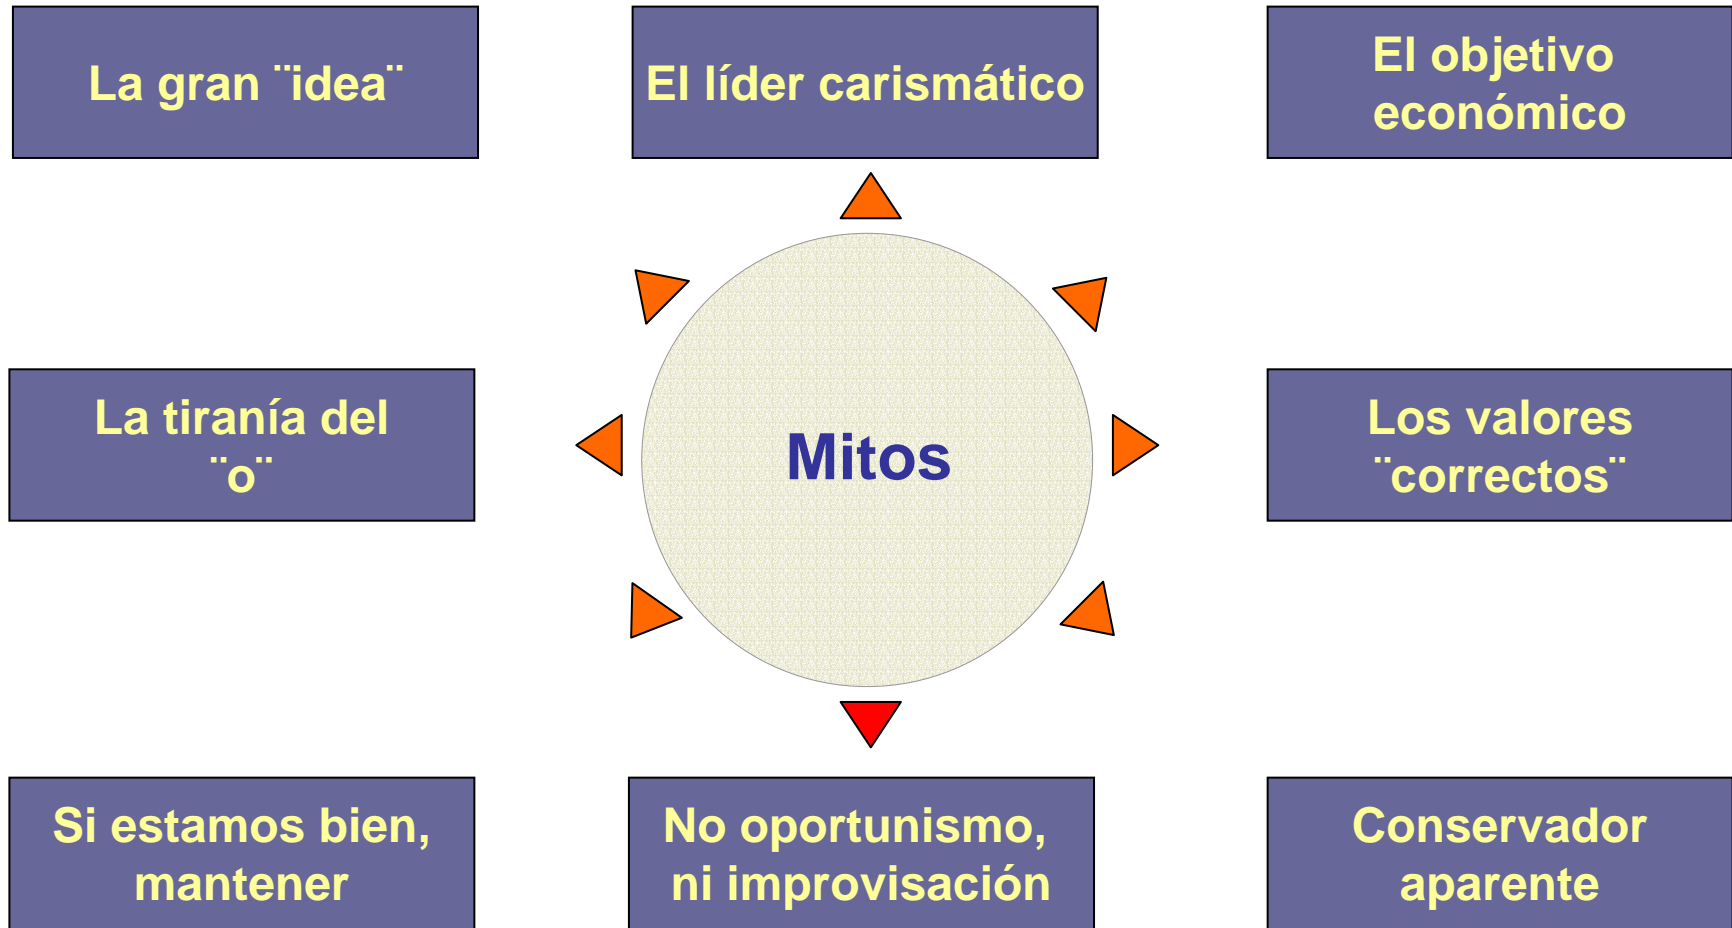 La gran ¨idea¨
El líder carismático
El objetivo
económico
La tiranía del
¨o¨
Mitos
Los valores
¨correctos¨
Si estamos bien,
mantener
No oportunismo,
ni improvisación
Conservador
aparente